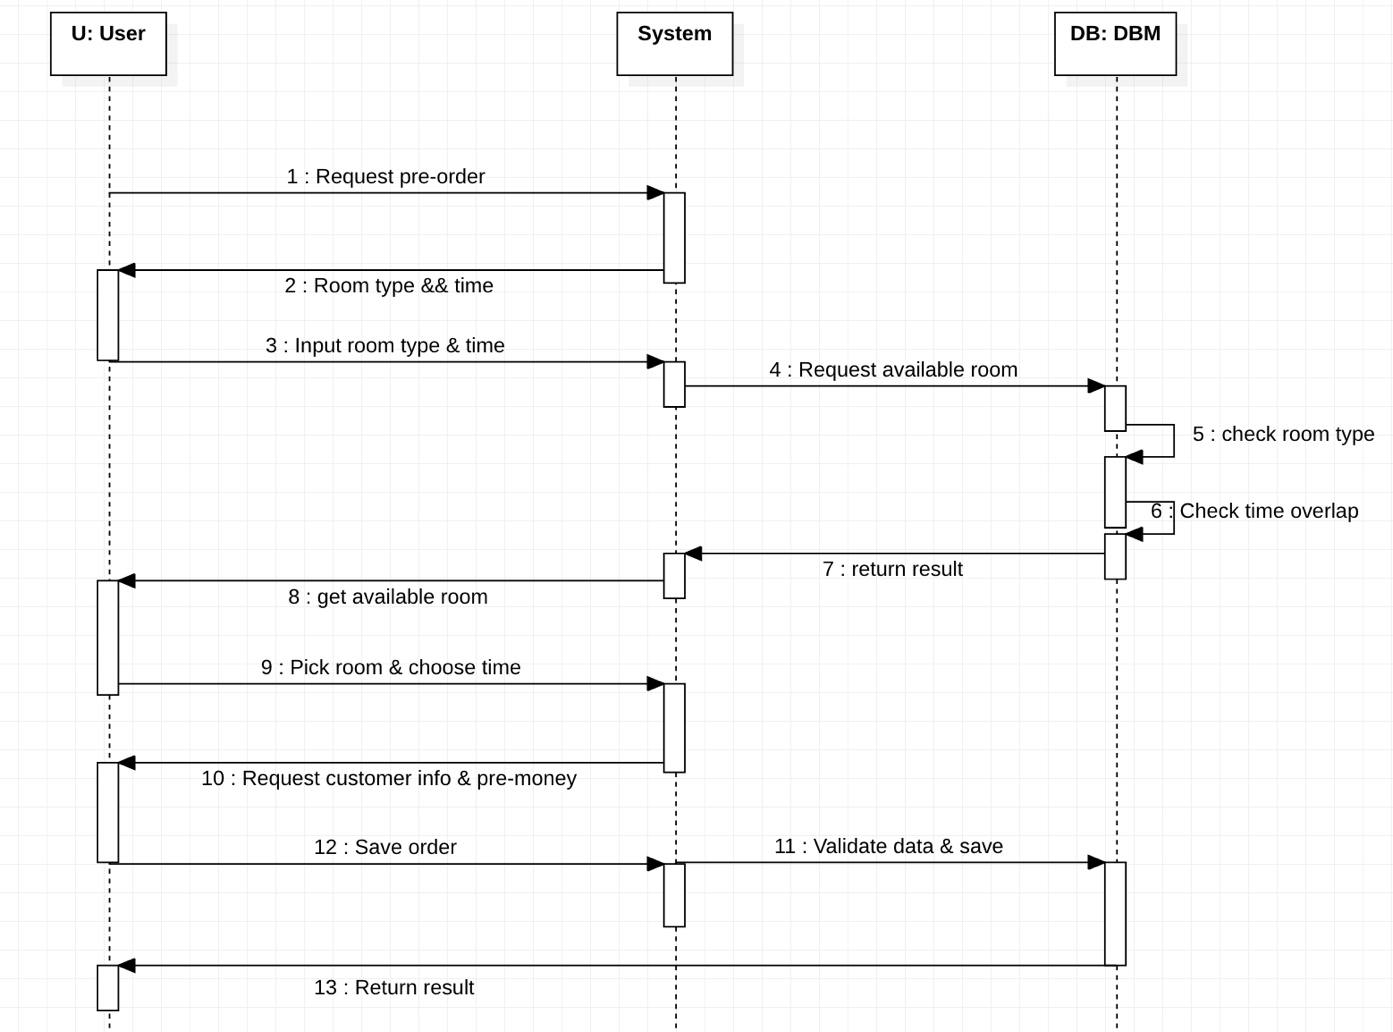 U: User
System
DB: DBM
1 : Request pre-order
2 : Room type && time
3 : Input room type & time
4 : Request available room
5 : check room type
6 : Check time overlap
7 : return result
8 : get available room
9 : Pick room & choose time
10 : Request customer info & pre-money
12 : Save order
11 : Validate data & save
13 : Return result